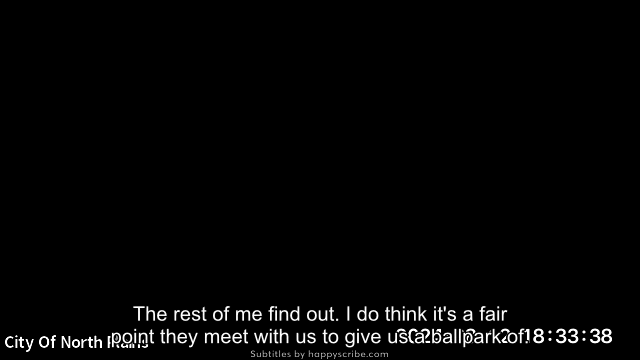 The rest of me find out. I do think it's a fair
point they meet with us to give us a ballpark of.
City Of North
18:33:38
Subtitles by happyscribe.com